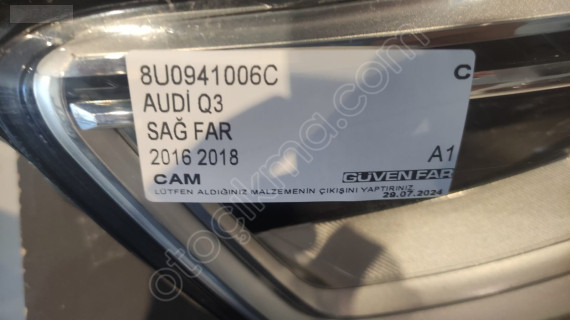 8U0941006C C
AUDİ Q3
SAĞ FAR
2016 2018 A1
CAM GÜVEN FAR
LÜTFEN ALDIĞINIZ MALZEMENİN ÇIKIŞINI YAPTIRINIZ
29.07.2024
otoçıkma.com